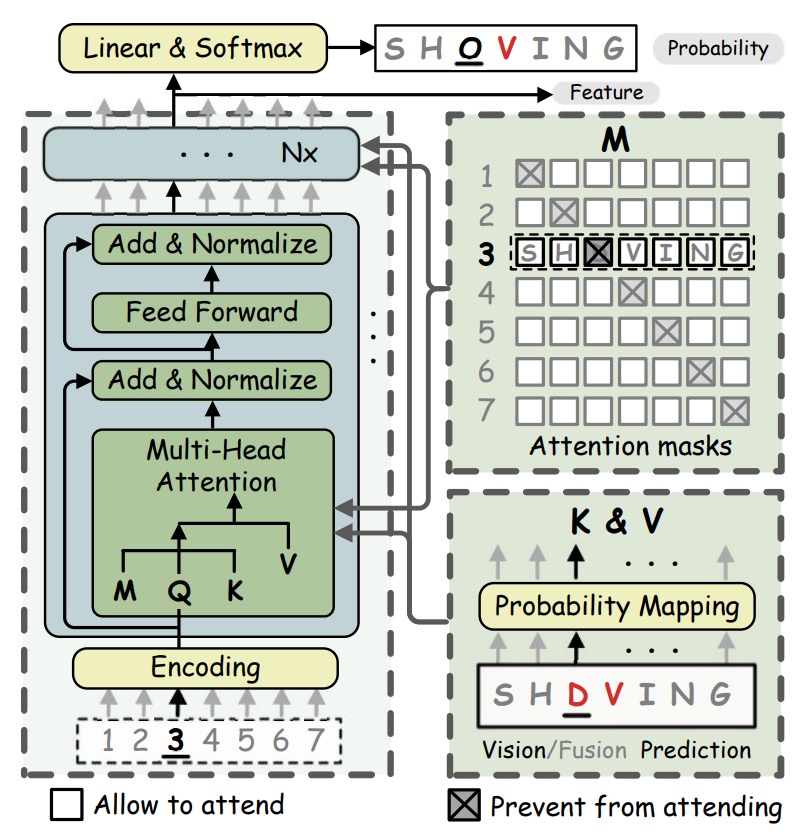 Linear & Softmax
S H O V I N G
Probability
Feature
. . . Nx
Add & Normalize
Feed Forward
Add & Normalize
Multi-Head
Attention
M Q K V
Encoding
1 2 3 4 5 6 7
M
1
2
3 S H V I N G
4
5
6
7
Attention masks
K & V
. . .
Probability Mapping
. . .
S H D V I N G
Vision/Fusion Prediction
Allow to attend
Prevent from attending